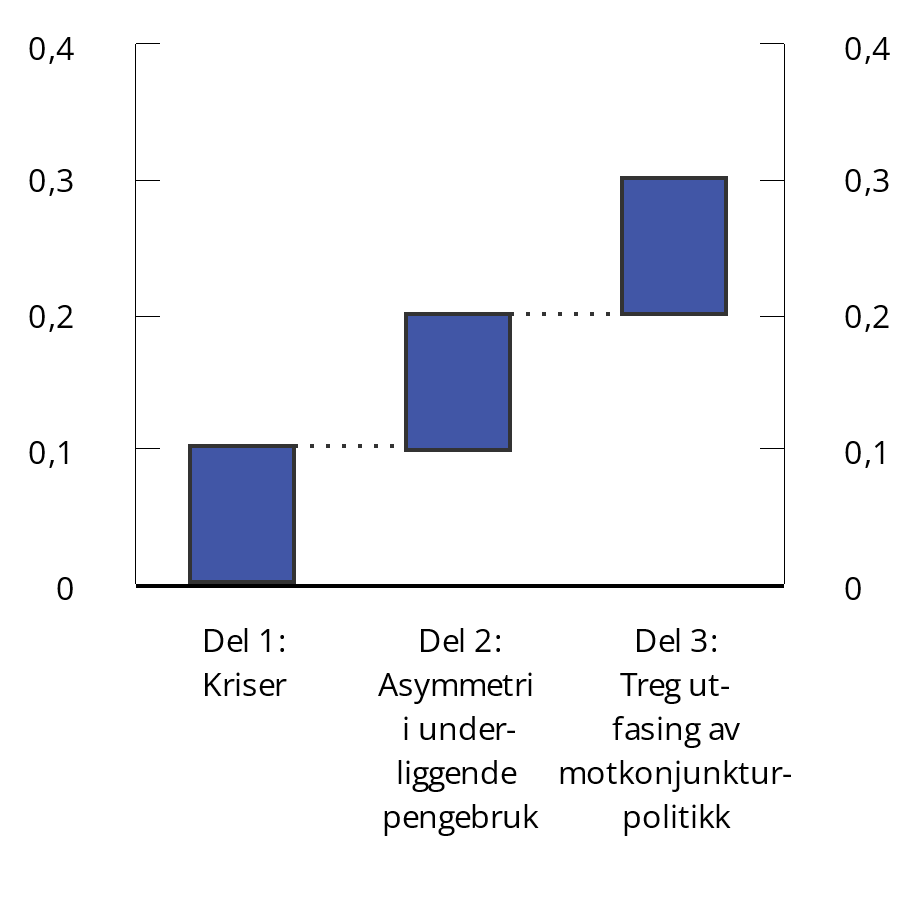 0,4 0,4
0,3 0,3
0,2 0,2
0,1 0,1
0 0
Del 1:
Kriser
Del 2:
Asymmetri
i under-
liggende
pengebruk
Del 3:
Treg ut-
fasing av
motkonjunktur-
politikk